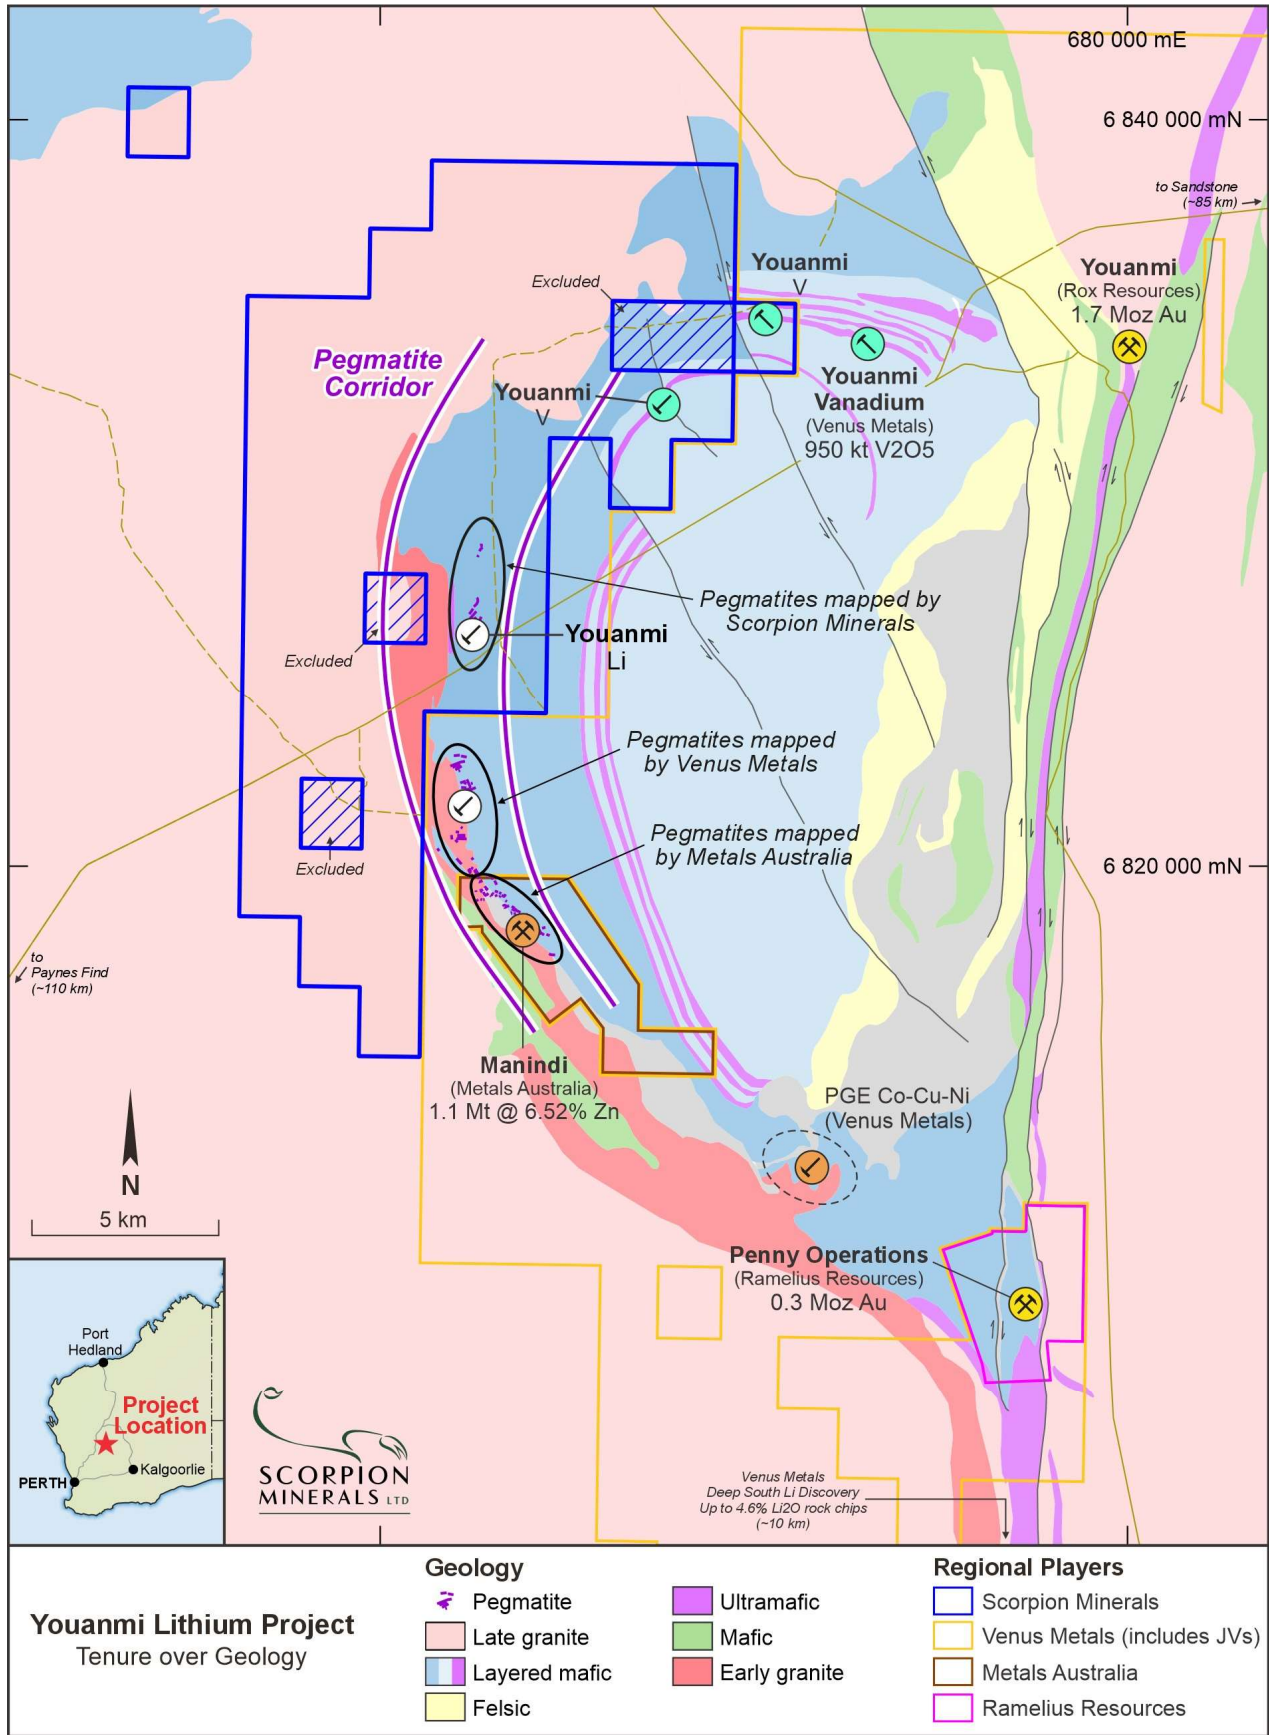 680 000 mE
6 840 000 mN
to Sandstone
(~85 km)
Youanmi
V
Youanmi
(Rox Resources)
1.7 Moz Au
Excluded
Pegmatite
Corridor
Youanmi
V
Youanmi
Vanadium
(Venus Metals)
950 kt V2O5
Pegmatites mapped by
Scorpion Minerals
Youanmi
Li
Excluded
Pegmatites mapped
by Venus Metals
Pegmatites mapped
by Metals Australia
Excluded
6 820 000 mN
to
Paynes Find
(~110 km)
Manindi
(Metals Australia)
1.1 Mt @ 6.52% Zn
PGE Co-Cu-Ni
(Venus Metals)
N
5 km
Penny Operations
(Ramelius Resources)
0.3 Moz Au
Port
Hedland
Project
Location
Kalgoorlie
PERTH
SCORPION
MINERALS LTD
Venus Metals
Deep South Li Discovery
Up to 4.6% Li2O rock chips
(~10 km)
Youanmi Lithium Project
Tenure over Geology
Geology
Pegmatite
Late granite
Layered mafic
Felsic
Ultramafic
Mafic
Early granite
Regional Players
Scorpion Minerals
Venus Metals (includes JVs)
Metals Australia
Ramelius Resources